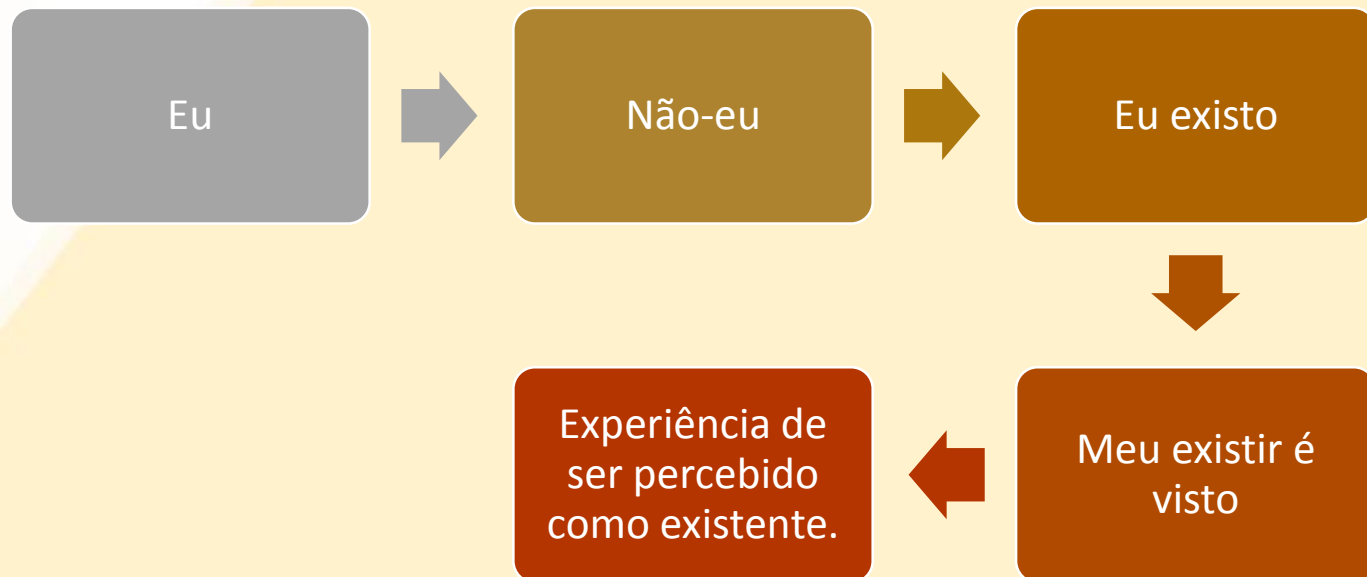 Eu
Não-eu
Eu existo
Meu existir é
visto
Experiência de
ser percebido
como existente.